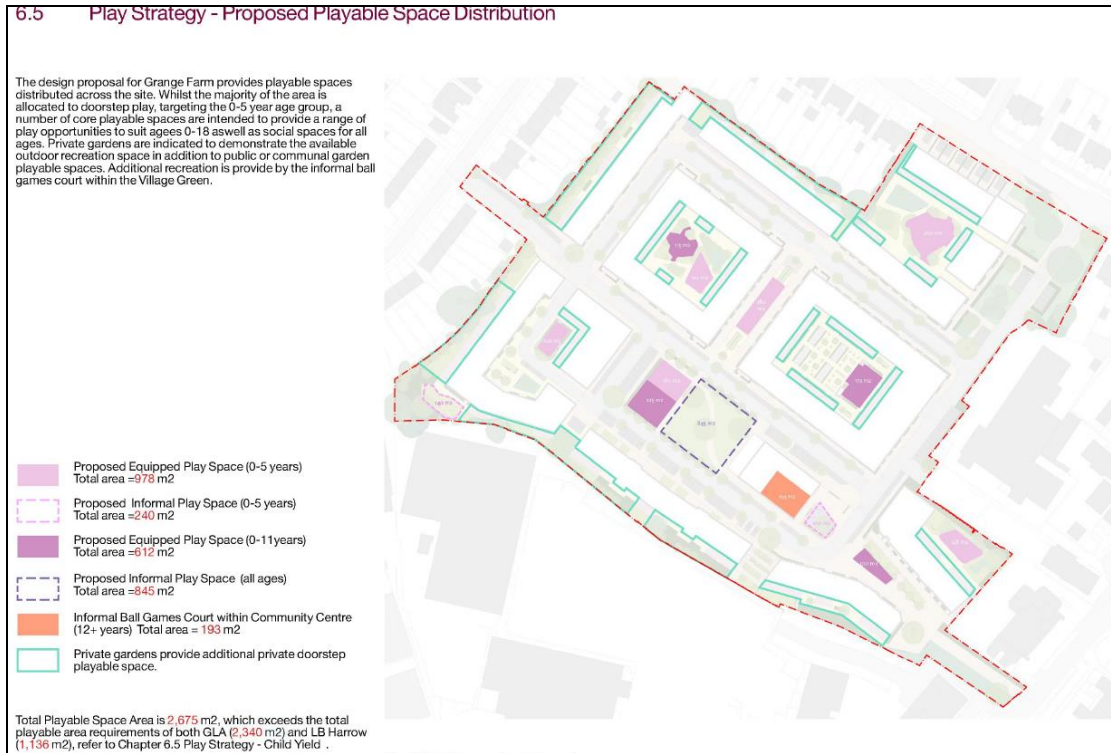 6.5 Play Strategy - Proposed Playable Space Distribution
The design proposal for Grange Farm provides playable spaces
distributed across the site. Whilst the majority of the area is
allocated to doorstep play, targeting the 0-5 year age group, a
number of core playable spaces are intended to provide a range of
play opportunities to suit agees 0-18 aswell as social spaces for all
ages. Private gardens are indicated to demonstrate the available
outdoor recreation space in addition to public or communal garden
playable spaces. Additional recreation is provide by the informal ball
games court within the Village Green.
Proposed Equipped Play Space (0-5 years)
Total area =978 m2
Proposed Informal Play Space (0-5 years)
Total area =240 m2
Proposed Equipped Play Space (0-11years)
Total area =612 m2
Proposed Informal Play Space (all ages)
Total area =845 m2
Informal Ball Games Court within Community Centre
(12+ years) Total area = 193 m2
Private gardens provide additional private doorstep
playable space.
Total Playable Space Area is 2,675 m2, which exceeds the total
playable area requirements of both GLA (2,340 m2) and LB Harrow
(1,136 m2), refer to Chapter 6.5 Play Strategy - Child Yield .